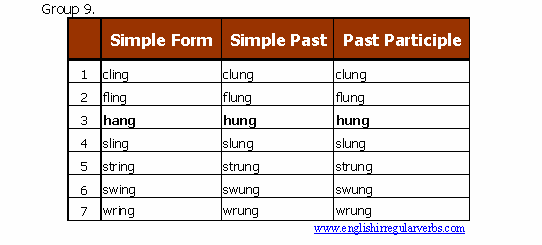 Group 9.
Simple Form Simple Past Past Participle
1 cling clung clung
2 fling flung flung
3 hang hung hung
4 sling slung slung
5 string strung strung
6 swing swung swung
7 wring wrung wrung
www.englishirregularverbs.com